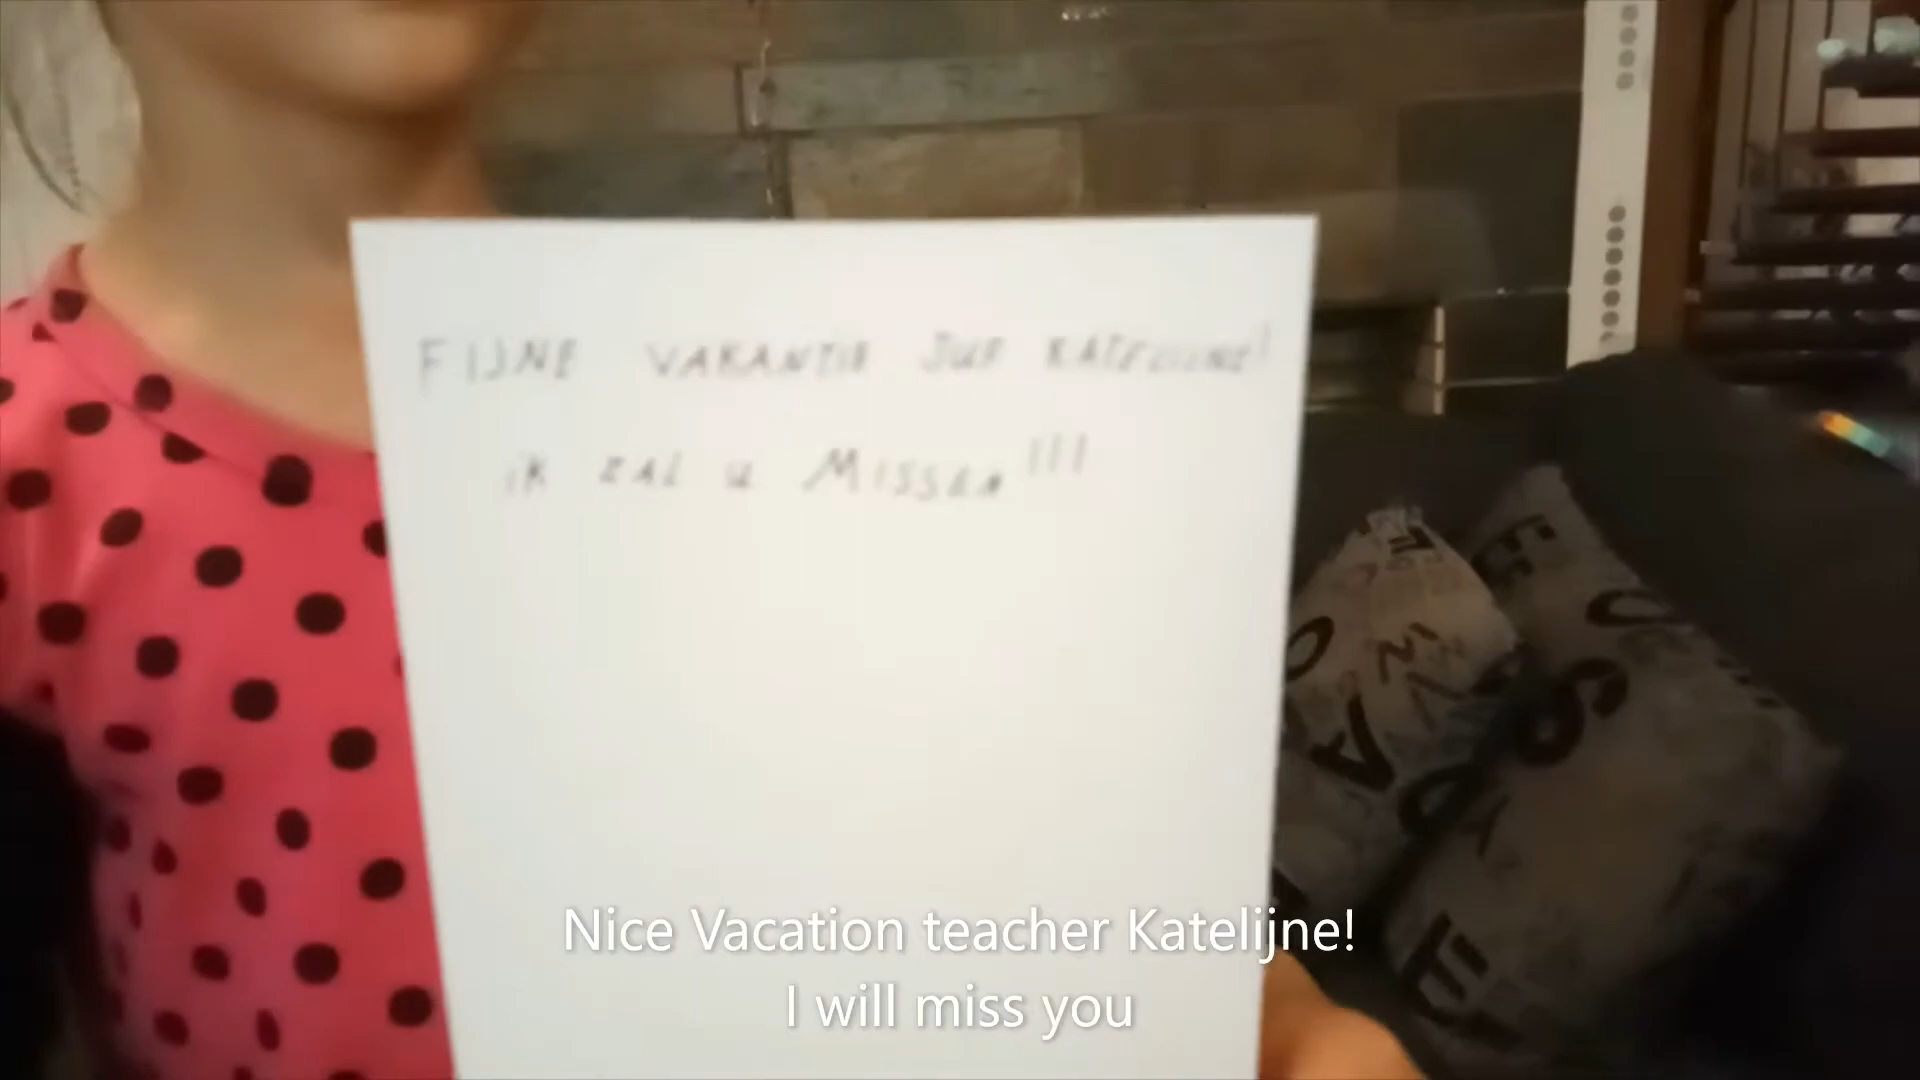 FIJNE VAKANTIE JUF KATELIJNE!
iK ZAL U MISSEN!!!
Nice Vacation teacher Katelijne!
I will miss you